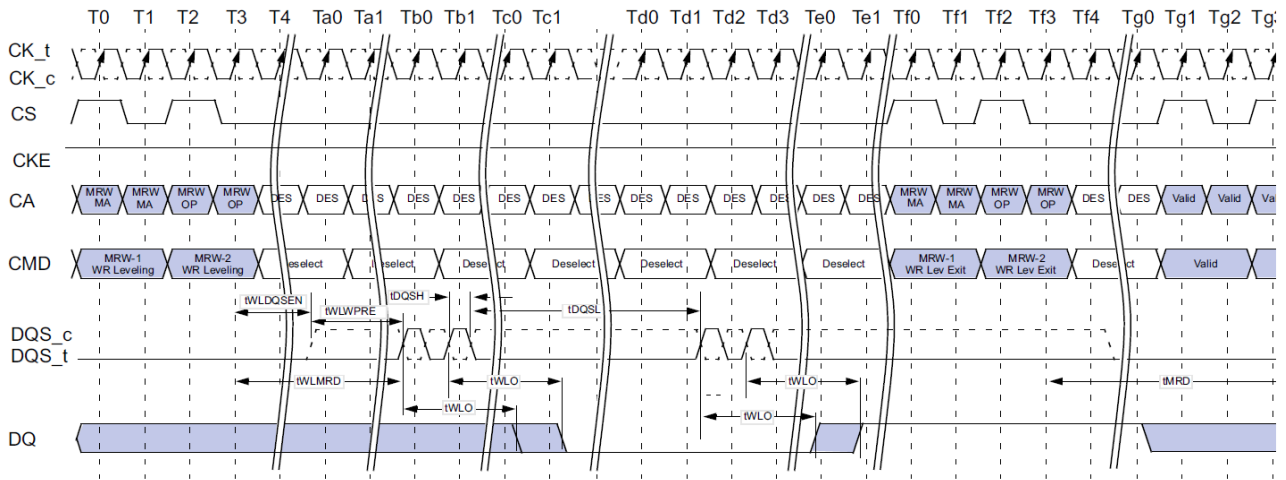 T0 T1 T2 T3 T4 Ta0 Ta1 Tb0 Tb1 Tc0 Tc1 Td0 Td1 Td2 Td3 Te0 Te1 Tf0 Tf1 Tf2 Tf3 Tf4 Tg0 Tg1 Tg2 Tg3
CK_t
CK_c
CS
CKE
MRW MRW MRW MRW MRW MRW MRW MRW
CA DES DES DES DES DES DES DES DES DES DES DES DES DES DES DES DES Valid Valid Val
MA MA OP OP MA MA OP OP
MRW-1 MRW-2 MRW-1 MRW-2
CMD Deselect Deselect Deselect Deselect Deselect Deselect Deselect Deselect Valid
WR Leveling WR Leveling WR Lev Exit WR Lev Exit
tWLDQSEN tDQSH
tWLWPRE tDQSL
DQS_c
DQS_t
tWLMRD tWLO tWLO tMRD
tWLO tWLO
DQ